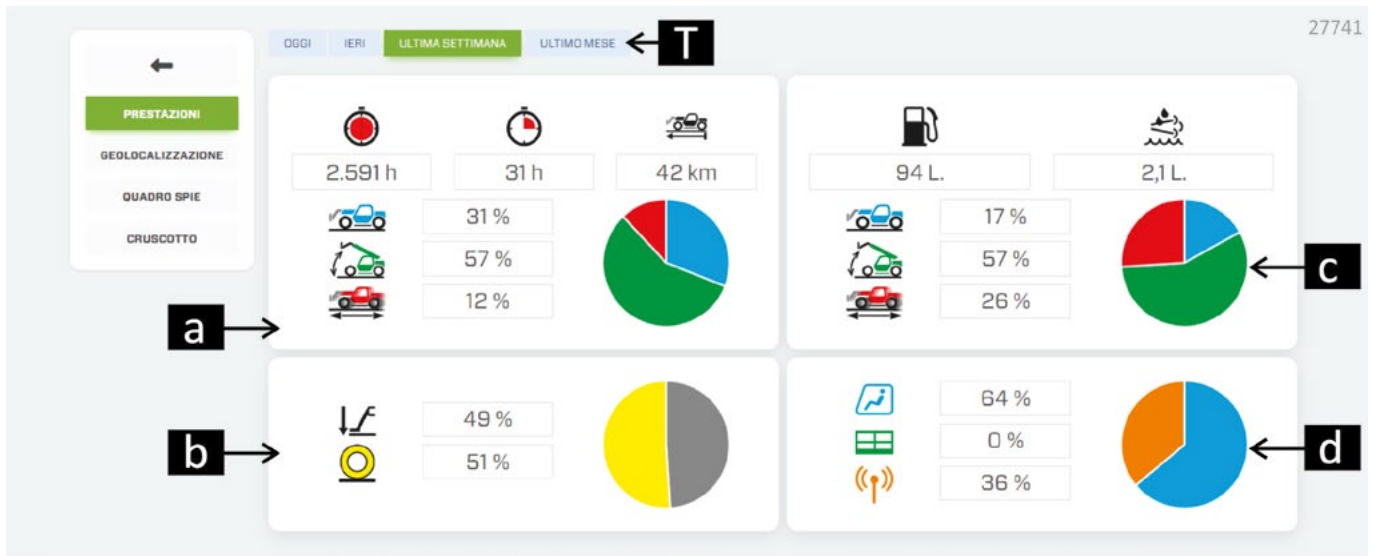 27741
OGGI IERI ULTIMA SETTIMANA ULTIMO MESE T
PRESTAZIONI
GEOLOCALIZZAZIONE
QUADRO SPIE
CRUSCOTTO
2.591 h 31 h 42 km
31 %
57 %
12 %
a
94 L. 2,1 L.
17 %
57 %
26 %
c
49 %
51 %
b
64 %
0 %
36 %
d